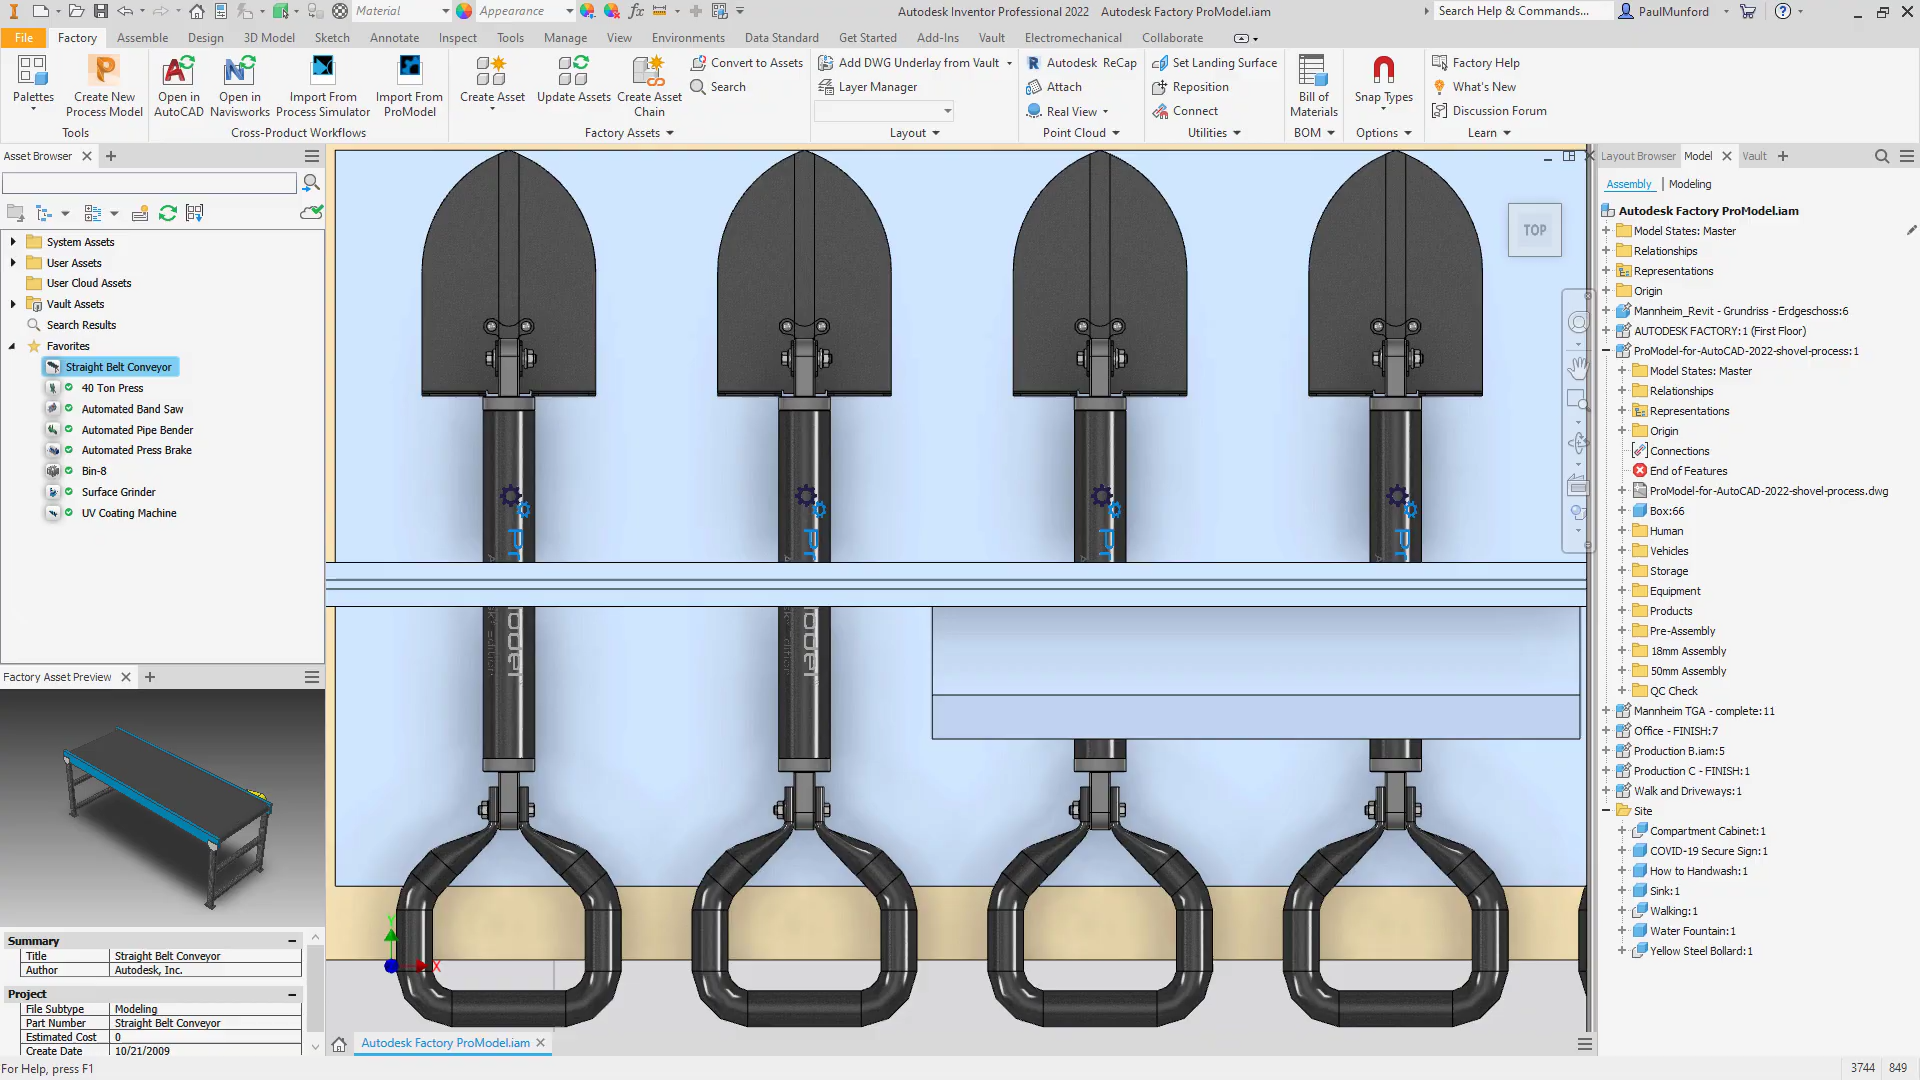 Material
Appearance
Autodesk Inventor Professional 2022 Autodesk Factory ProModel.iam
Search Help & Commands...
PaulMunford
File
Factory
Assemble
Design
3D Model
Sketch
Annotate
Inspect
Tools
Manage
View
Environments
Data Standard
Get Started
Add-Ins
Vault
Electromechanical
Collaborate
Palettes
Create New
Process Model
Open in
AutoCAD
Open in
Navisworks
Import From
Process Simulator
Import From
ProModel
Create Asset
Update Assets
Create Asset
Chain
Convert to Assets
Search
Add DWG Underlay from Vault
Layer Manager
Autodesk ReCap
Attach
Real View
Set Landing Surface
Reposition
Connect
Bill of
Materials
Snap Types
Factory Help
What's New
Discussion Forum
Tools
Cross-Product Workflows
Factory Assets
Layout
Point Cloud
Utilities
BOM
Options
Learn
Asset Browser
System Assets
User Assets
User Cloud Assets
Vault Assets
Search Results
Favorites
Straight Belt Conveyor
40 Ton Press
Automated Band Saw
Automated Pipe Bender
Automated Press Brake
Bin-8
Surface Grinder
UV Coating Machine
Factory Asset Preview
Summary
Title Straight Belt Conveyor
Author Autodesk, Inc.
Project
File Subtype Modeling
Part Number Straight Belt Conveyor
Estimated Cost 0
Create Date 10/21/2009
For Help, press F1
TOP
Pr
Pr
Pr
Pr
odel
odel
Y
X
Autodesk Factory ProModel.iam
Layout Browser
Model
Vault
Assembly
Modeling
Autodesk Factory ProModel.iam
Model States: Master
Relationships
Representations
Origin
Mannheim_Revit - Grundriss - Erdgeschoss:6
AUTODESK FACTORY:1 (First Floor)
ProModel-for-AutoCAD-2022-shovel-process:1
Model States: Master
Relationships
Representations
Origin
Connections
End of Features
ProModel-for-AutoCAD-2022-shovel-process.dwg
Box:66
Human
Vehicles
Storage
Equipment
Products
Pre-Assembly
18mm Assembly
50mm Assembly
QC Check
Mannheim TGA - complete:11
Office - FINISH:7
Production B.iam:5
Production C - FINISH:1
Walk and Driveways:1
Site
Compartment Cabinet:1
COVID-19 Secure Sign:1
How to Handwash:1
Sink:1
Walking:1
Water Fountain:1
Yellow Steel Bollard:1
3744 849